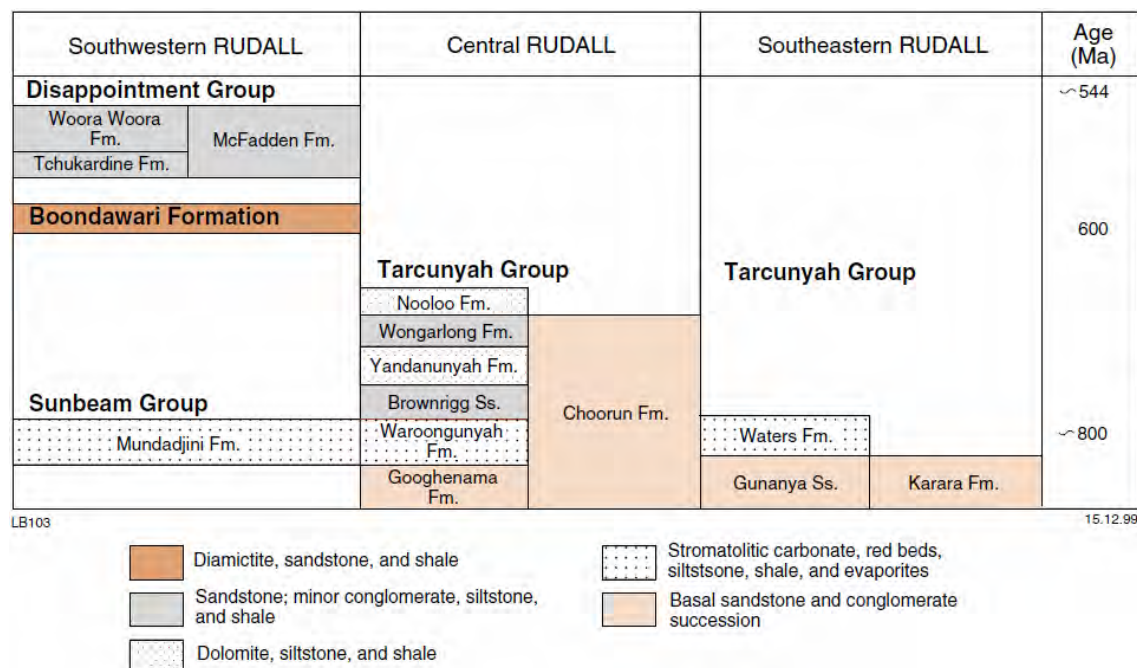 Southwestern RUDALL
Central RUDALL
Southeastern RUDALL
Age
(Ma)
Disappointment Group
544
Woora Woora
Fm.
McFadden Fm.
Tchukardine Fm.
Boondawari Formation
600
Tarcunyah Group
Tarcunyah Group
Nooloo Fm.
Wongarlong Fm.
Yandanunyah Fm.
Sunbeam Group
Brownrigg Ss.
Choorun Fm.
Mundadjini Fm.
Waroongunyah
Fm.
Waters Fm.
~800
Googhenama
Fm.
Gunanya Ss.
Karara Fm.
LB103
15.12.99
Diamictite, sandstone, and shale
Sandstone; minor conglomerate, siltstone,
and shale
Dolomite, siltstone, and shale
Stromatolitic carbonate, red beds,
siltstsone, shale, and evaporites
Basal sandstone and conglomerate
succession